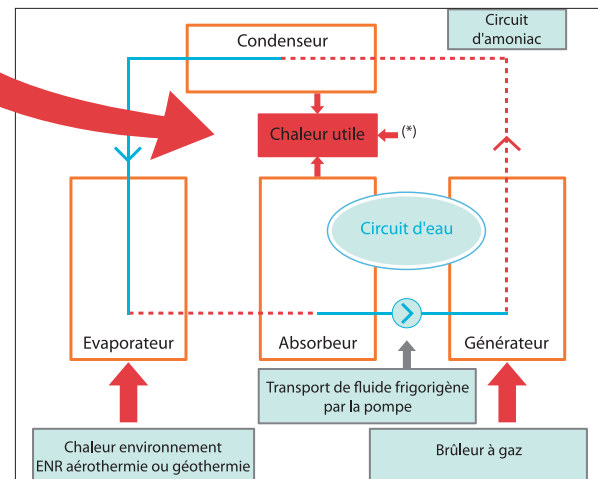 Circuit
d'amoniac
Condenseur
Chaleur utile
(*)
Circuit d'eau
Evaporateur
Absorbeur
Générateur
Transport de fluide frigorigène
par la pompe
Chaleur environnement
ENR aérothermie ou géothermie
Brûleur à gaz